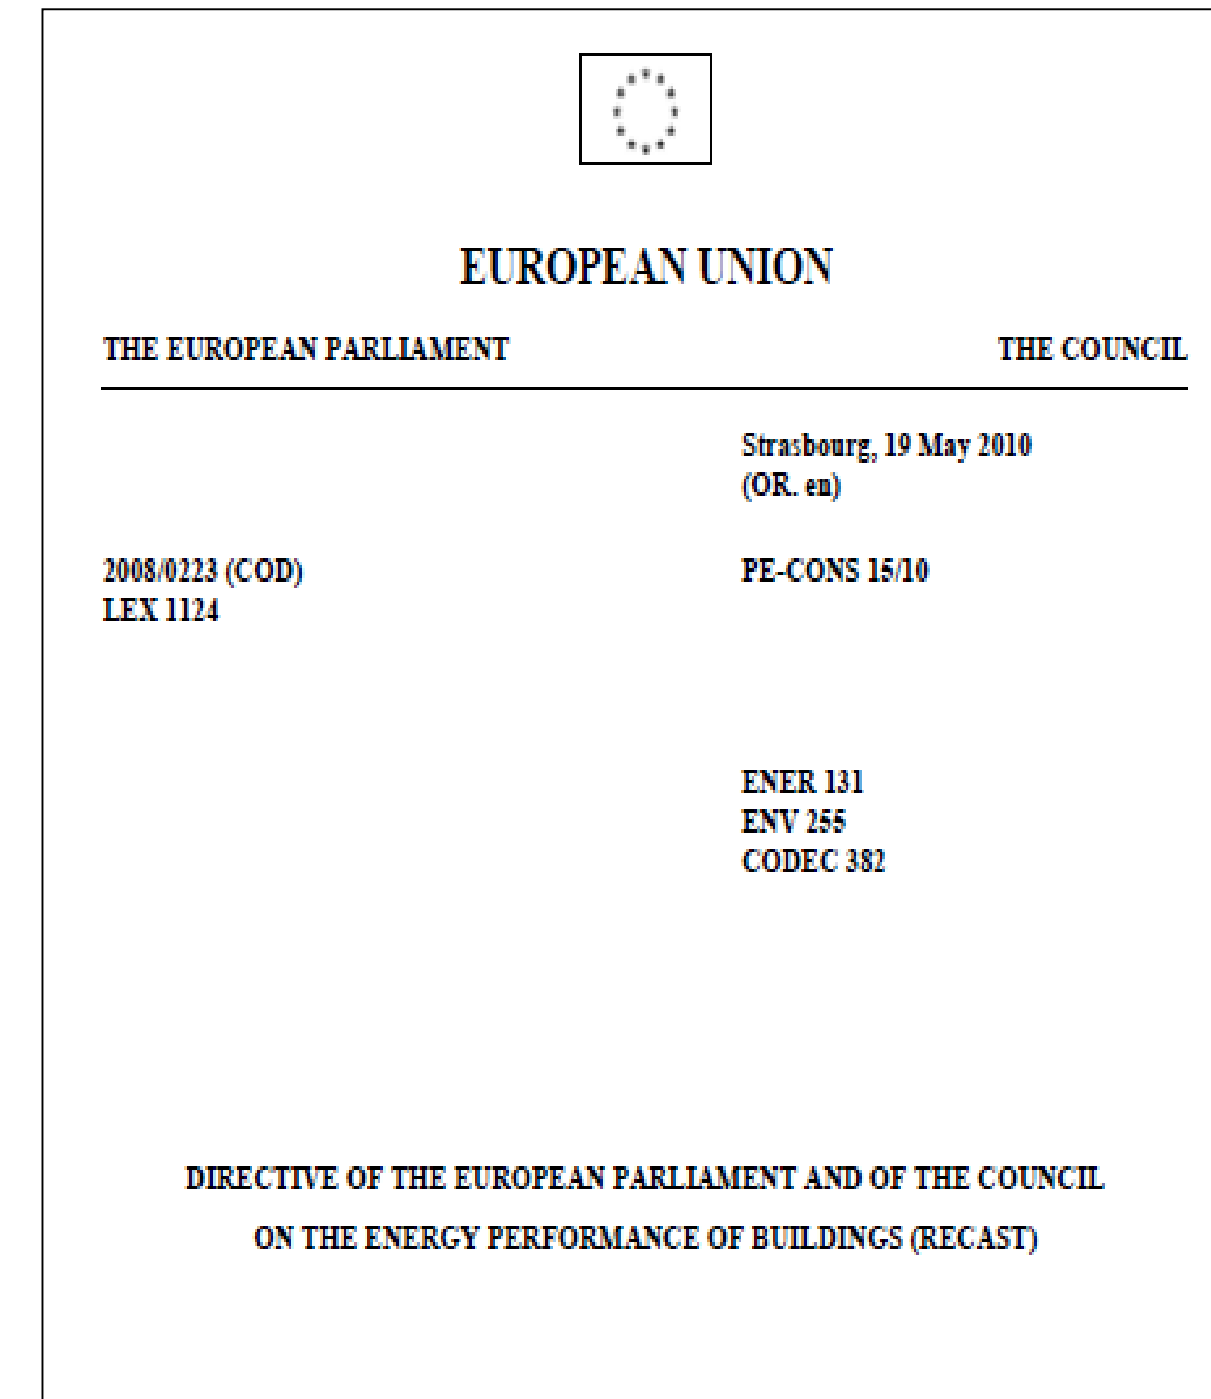 EUROPEAN UNION
THE EUROPEAN PARLIAMENT THE COUNCIL
Strasbourg, 19 May 2010
(OR. en)
2008/0223 (COD) PE-CONS 15/10
LEX 1124
ENER 131
ENV 255
CODEC 382
DIRECTIVE OF THE EUROPEAN PARLIAMENT AND OF THE COUNCIL
ON THE ENERGY PERFORMANCE OF BUILDINGS (RECAST)